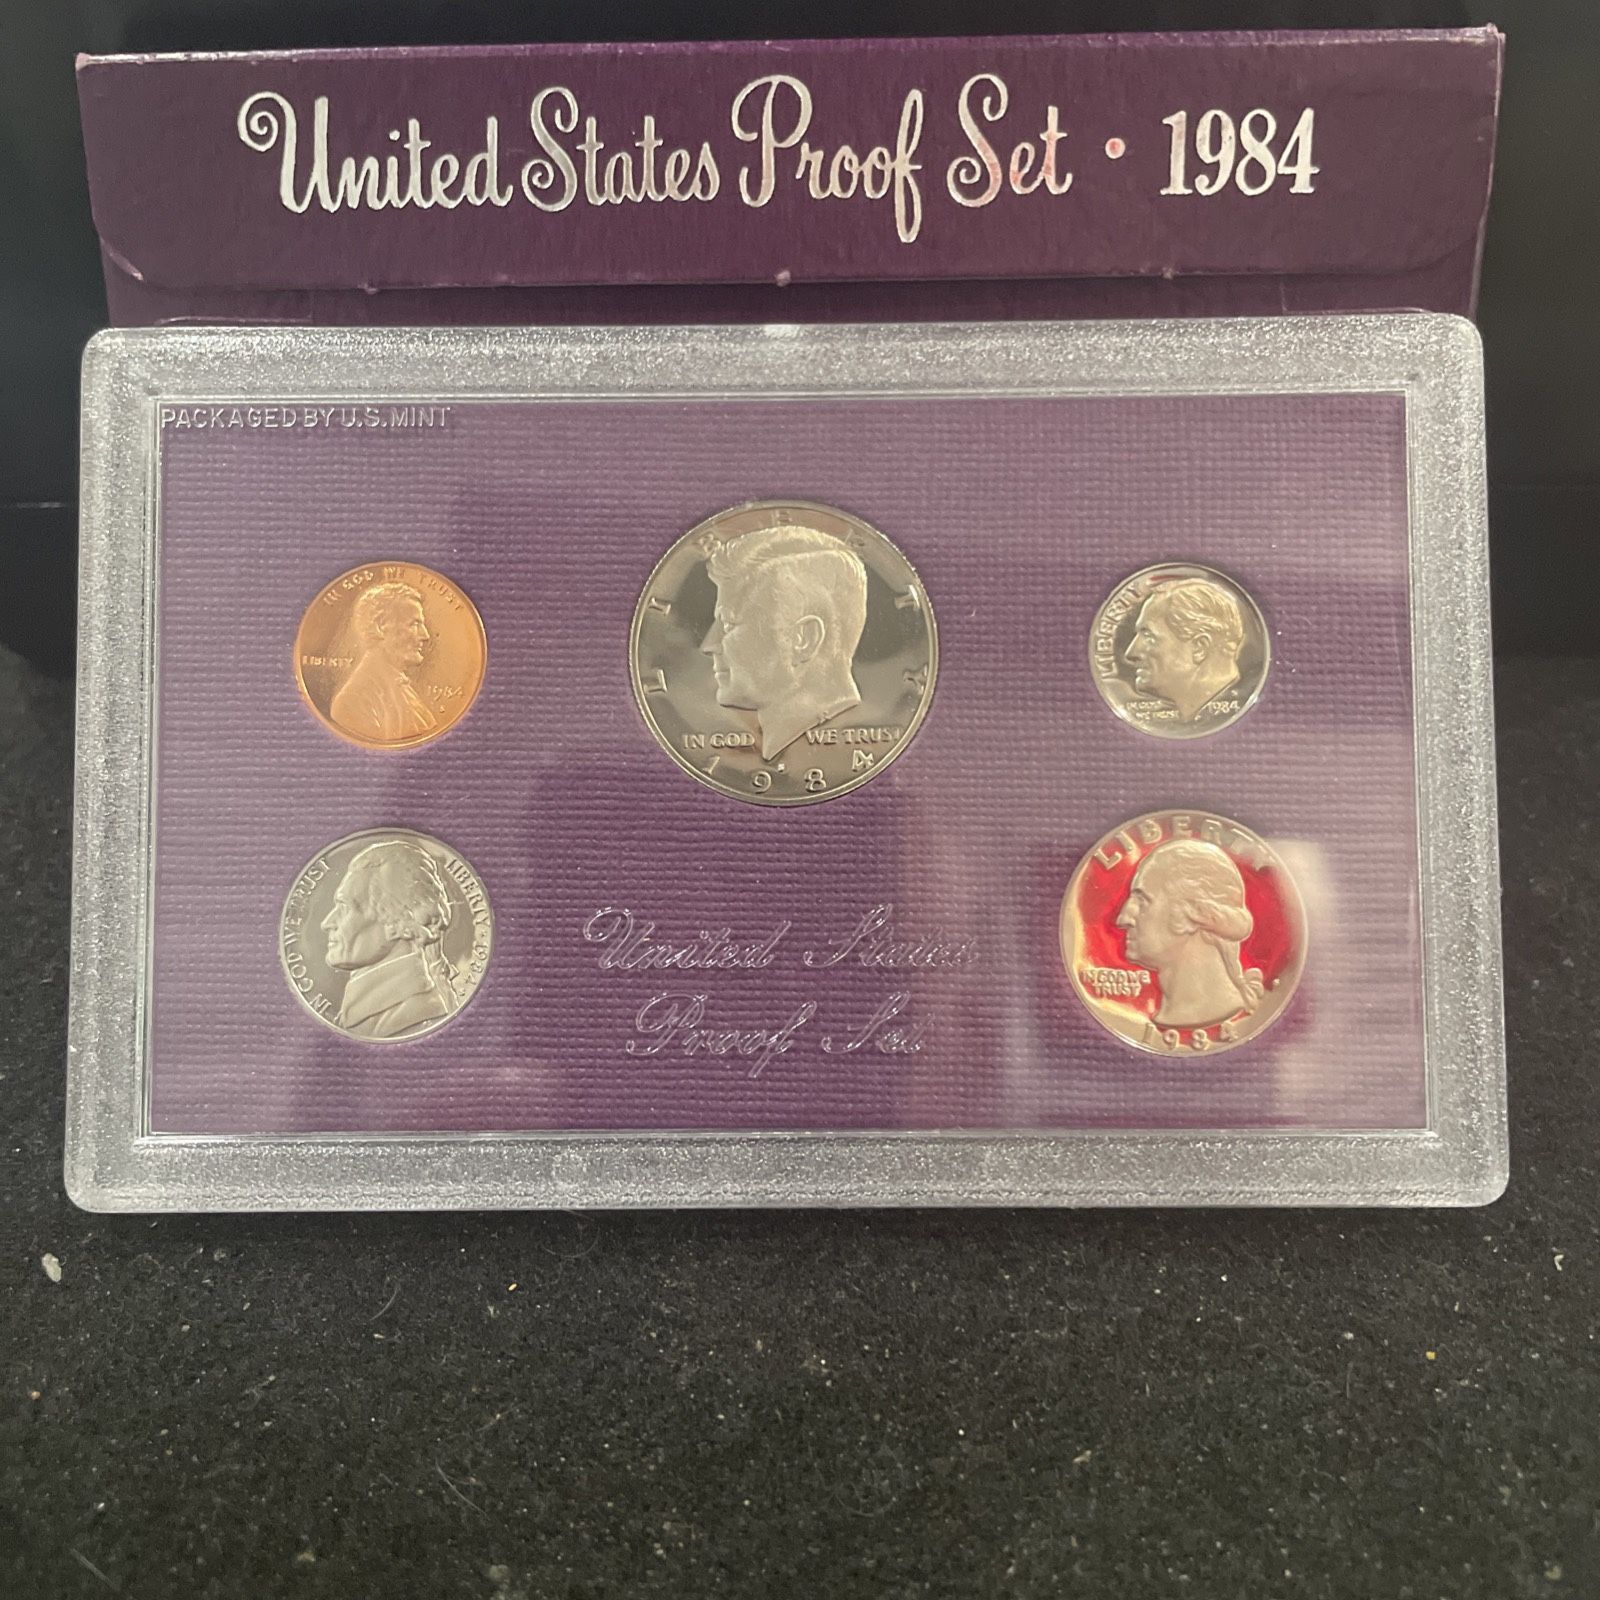 United States Proof Set • 1984
PACKAGED BY U.S. MINT
IN GOD WE TRUST
LIBERTY
1984
S
LIBERTY
IN GOD WE TRUST
1984
LIBERTY
IN GOD
WE TRUST
1984
IN GOD WE TRUST
LIBERTY • 1984
LIBERTY
IN GOD WE
TRUST
1984
United States
Proof Set